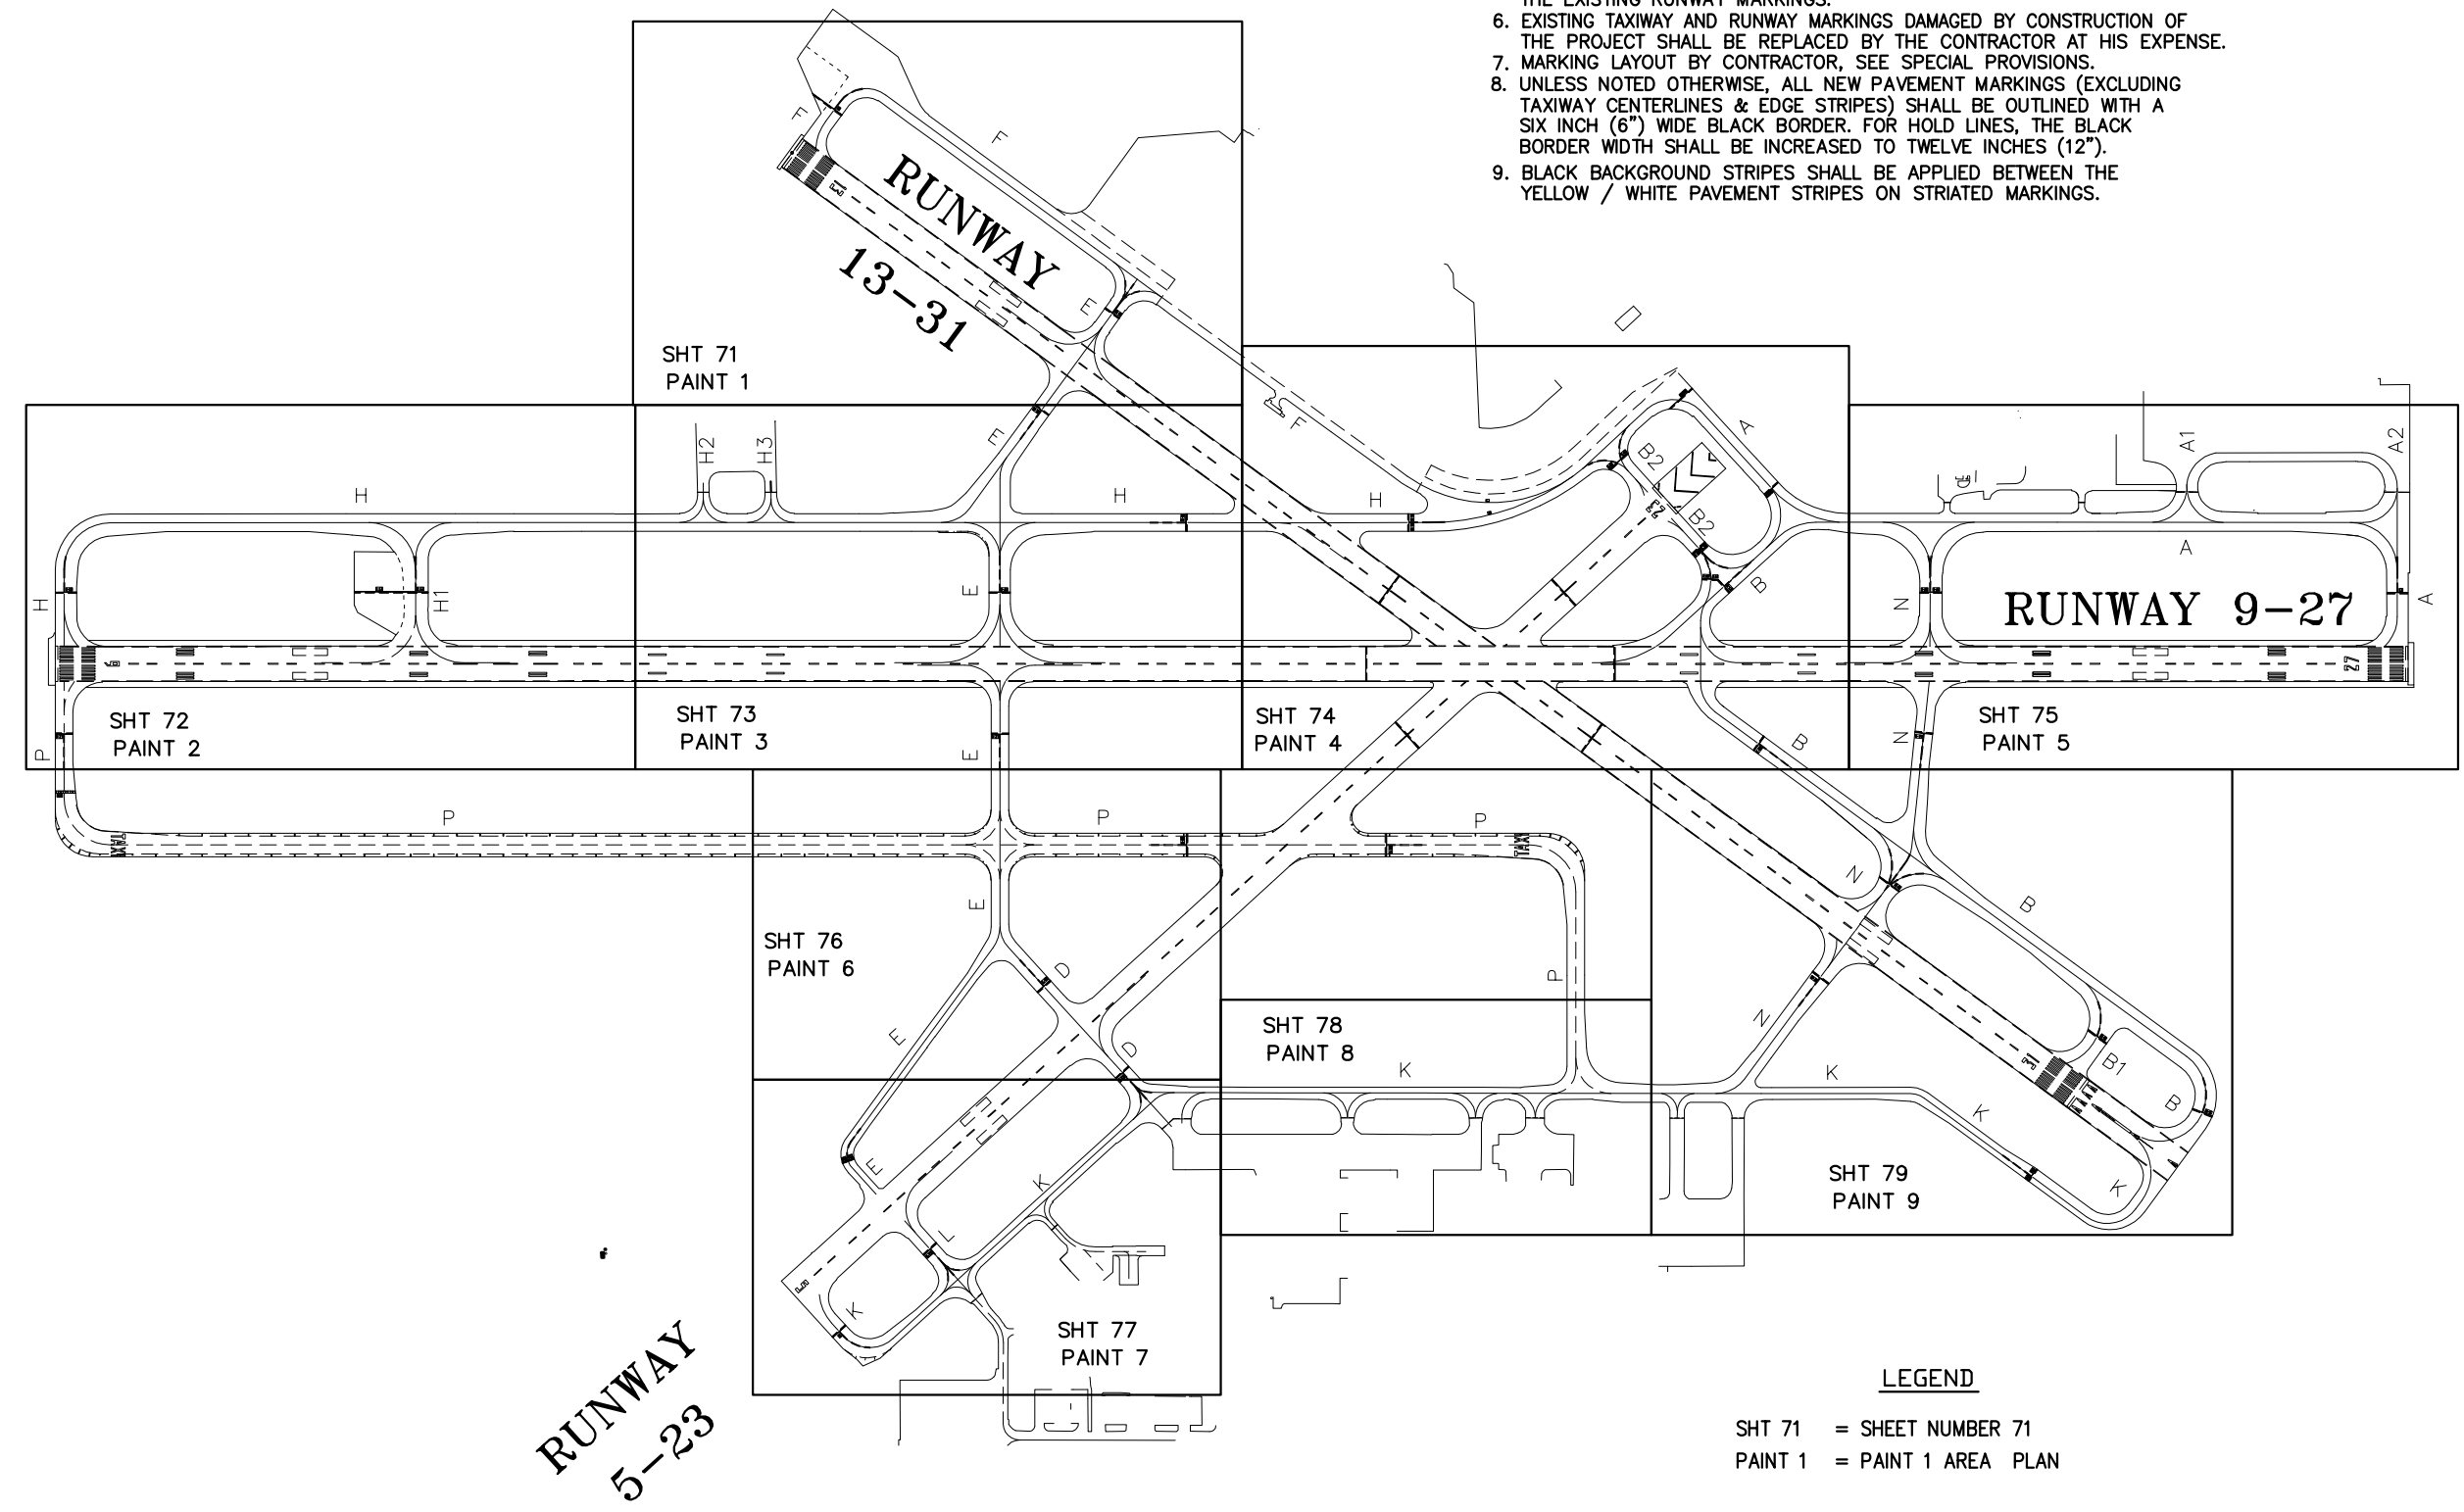 THE EXISTING RUNWAY MARKINGS.
6. EXISTING TAXIWAY AND RUNWAY MARKINGS DAMAGED BY CONSTRUCTION OF
THE PROJECT SHALL BE REPLACED BY THE CONTRACTOR AT HIS EXPENSE.
7. MARKING LAYOUT BY CONTRACTOR, SEE SPECIAL PROVISIONS.
8. UNLESS NOTED OTHERWISE, ALL NEW PAVEMENT MARKINGS (EXCLUDING
TAXIWAY CENTERLINES & EDGE STRIPES) SHALL BE OUTLINED WITH A
SIX INCH (6") WIDE BLACK BORDER. FOR HOLD LINES, THE BLACK
BORDER WIDTH SHALL BE INCREASED TO TWELVE INCHES (12").
9. BLACK BACKGROUND STRIPES SHALL BE APPLIED BETWEEN THE
YELLOW / WHITE PAVEMENT STRIPES ON STRIATED MARKINGS.
F
F
RUNWAY
13-31
E
SHT 71
PAINT 1
F
E
H2
H3
A
B2
A1
A2
H
H
H
23
B2
A
H
H1
E
B
N
RUNWAY 9-27
A
9
27
SHT 72
PAINT 2
SHT 73
PAINT 3
SHT 74
PAINT 4
SHT 75
PAINT 5
P
E
B
N
P
P
P
TAXI
TAXI
E
N
B
SHT 76
PAINT 6
D
P
E
D
SHT 78
PAINT 8
N
K
K
B1
B
K
E
K
SHT 79
PAINT 9
K
L
K
SHT 77
PAINT 7
RUNWAY
5-23
LEGEND
SHT 71 = SHEET NUMBER 71
PAINT 1 = PAINT 1 AREA PLAN